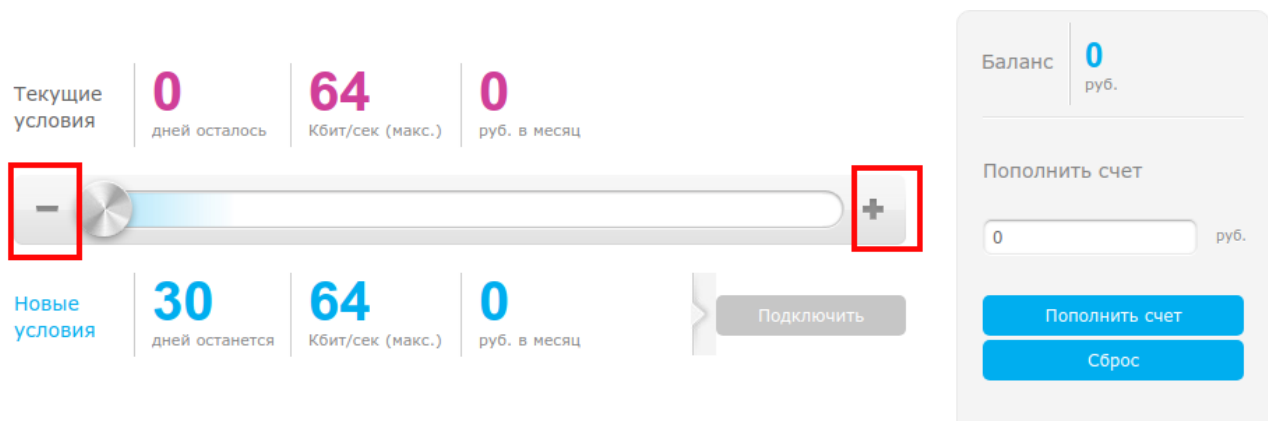 Текущие
условия
0
дней осталось
64
Кбит/сек (макс.)
0
руб. в месяц
Новые
условия
30
дней останется
64
Кбит/сек (макс.)
0
руб. в месяц
Подключить
Баланс
0
руб.
Пополнить счет
0
руб.
Пополнить счет
Сброс